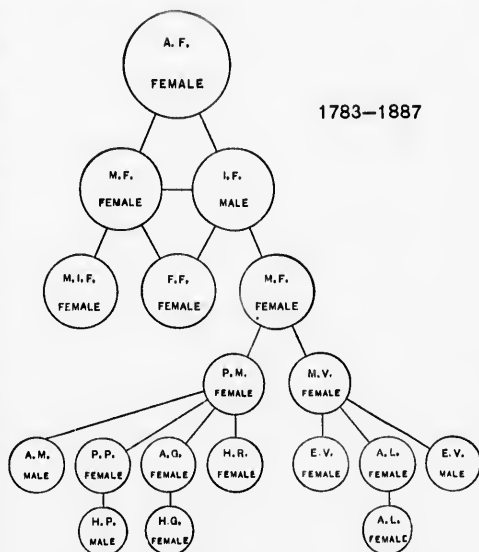 A. F.
FEMALE
1783—1887
M. F.
FEMALE
I. F.
MALE
M. I. F.
FEMALE
F. F.
FEMALE
M. F.
FEMALE
P. M.
FEMALE
M. V.
FEMALE
A. M.
MALE
P. P.
FEMALE
A. G.
FEMALE
H. R.
FEMALE
E. V.
FEMALE
A. L.
FEMALE
E. V.
MALE
H. P.
MALE
H. G.
FEMALE
A. L.
FEMALE